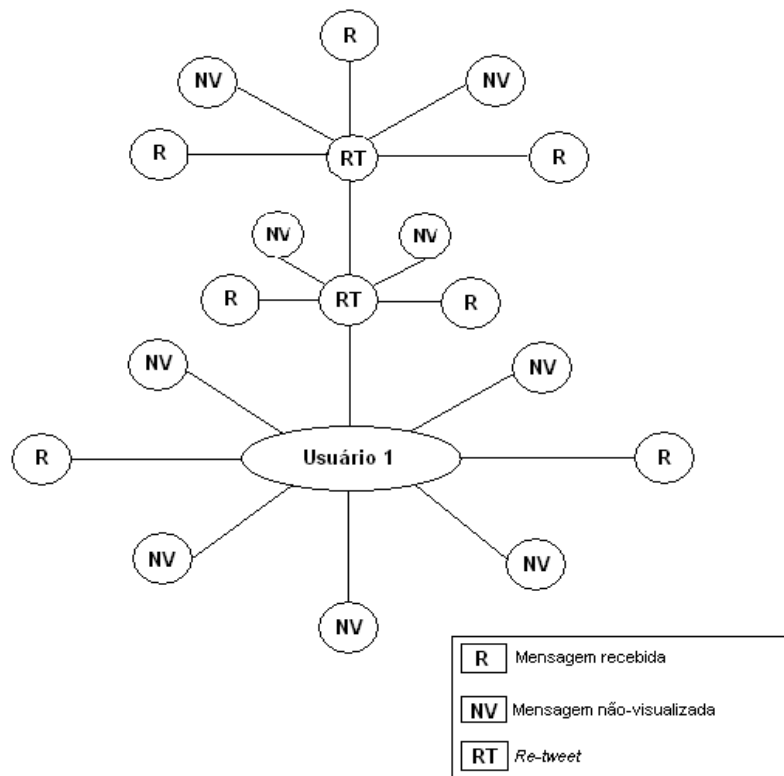 R
NV NV
R RT R
NV NV
R RT R
NV NV
R Usuário 1 R
NV NV
NV
R Mensagem recebida
NV Mensagem não-visualizada
RT Re-tweet